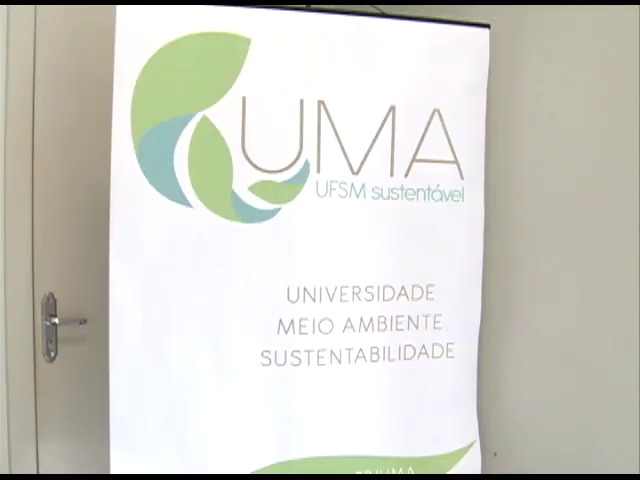 UMA
UFSM sustentável
UNIVERSIDADE
MEIO AMBIENTE
SUSTENTABILIDADE